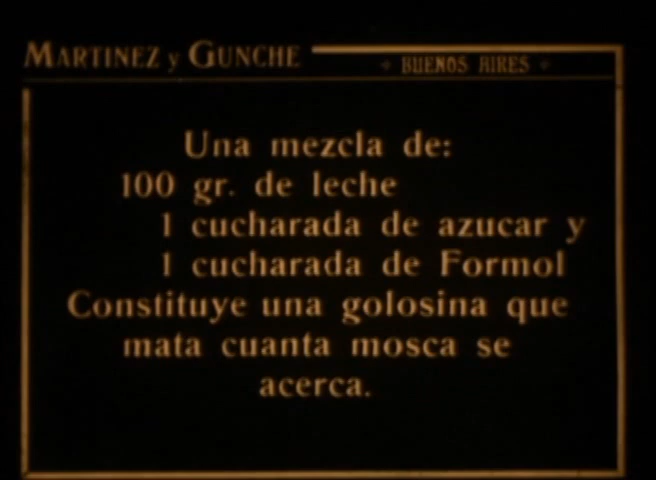 MARTINEZ y GUNCHE
BUENOS AIRES
Una mezcla de:
100 gr. de leche
1 cucharada de azucar y
1 cucharada de Formol
Constituye una golosina que
mata cuanta mosca se
acerca.